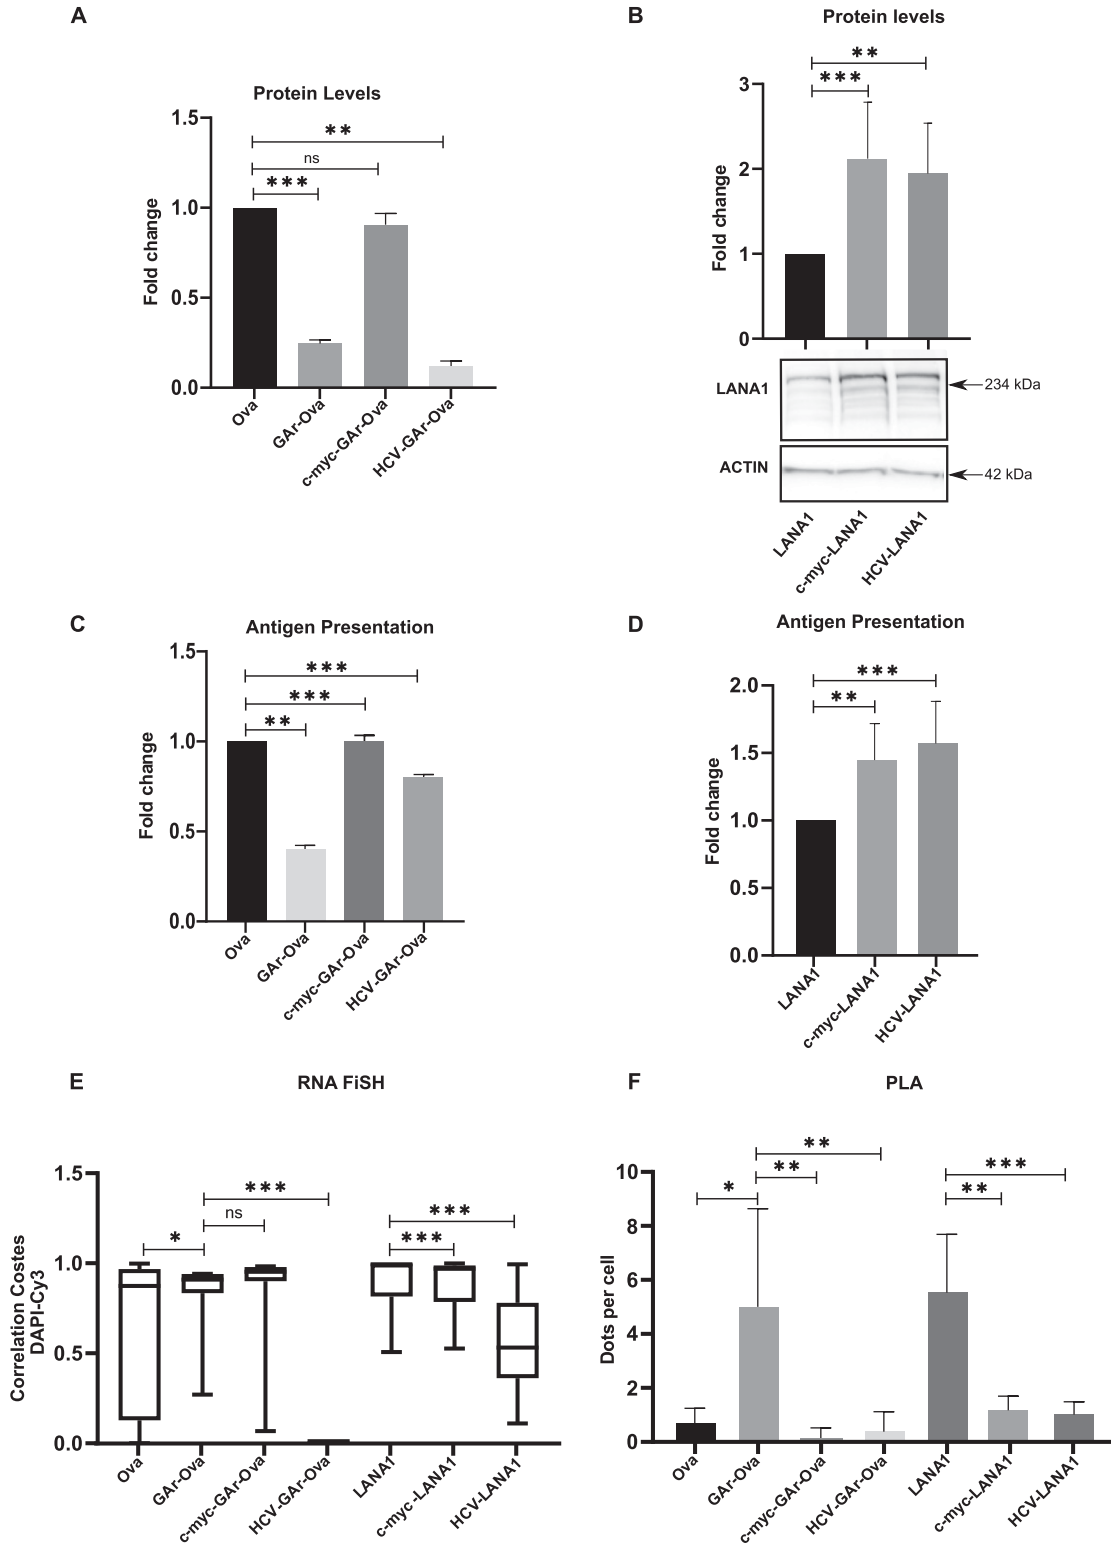 A
Protein Levels
Fold change
1.5
1.0
0.5
0.0
**
ns
***
Ova
GAr-Ova
c-myc-GAr-Ova
HCV-GAr-Ova
B
Protein levels
Fold change
3
2
1
0
**
***
LANA1
234 kDa
ACTIN
42 kDa
LANA1
c-myc-LANA1
HCV-LANA1
C
Antigen Presentation
Fold change
1.5
1.0
0.5
0.0
***
***
**
Ova
GAr-Ova
c-myc-GAr-Ova
HCV-GAr-Ova
D
Antigen Presentation
Fold change
2.0
1.5
1.0
0.5
0.0
***
**
LANA1
c-myc-LANA1
HCV-LANA1
E
RNA FiSH
Correlation Costes
DAPI-Cy3
1.5
1.0
0.5
0.0
***
ns
*
***
***
Ova
GAr-Ova
c-myc-GAr-Ova
HCV-GAr-Ova
LANA1
c-myc-LANA1
HCV-LANA1
F
PLA
Dots per cell
10
8
6
4
2
0
**
**
*
***
**
Ova
GAr-Ova
c-myc-GAr-Ova
HCV-GAr-Ova
LANA1
c-myc-LANA1
HCV-LANA1